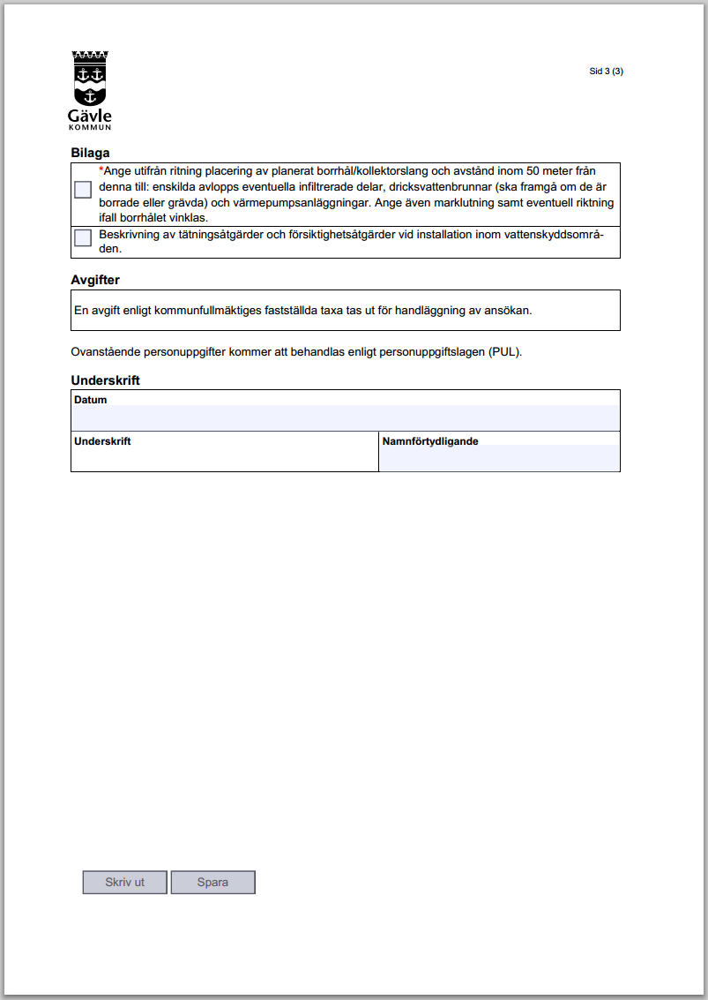 Sid 3 (3)
Gävle
KOMMUN
Bilaga
*Ange utifrån ritning placering av planerat borrhål/kollektorslang och avstånd inom 50 meter från
denna till: enskilda avlopps eventuella infiltrerade delar, dricksvattenbrunnar (ska framgå om de är
borrade eller grävda) och värmepumpsanläggningar. Ange även marklutning samt eventuell riktning
ifall borrhålet vinklas.
Beskrivning av tätningsåtgärder och försiktighetsåtgärder vid installation inom vattenskyddsområ-
den.
Avgifter
En avgift enligt kommunfullmäktiges fastställda taxa tas ut för handläggning av ansökan.
Ovanstående personuppgifter kommer att behandlas enligt personuppgiftslagen (PUL).
Underskrift
Datum
Underskrift
Namnförtydligande
Skriv ut
Spara